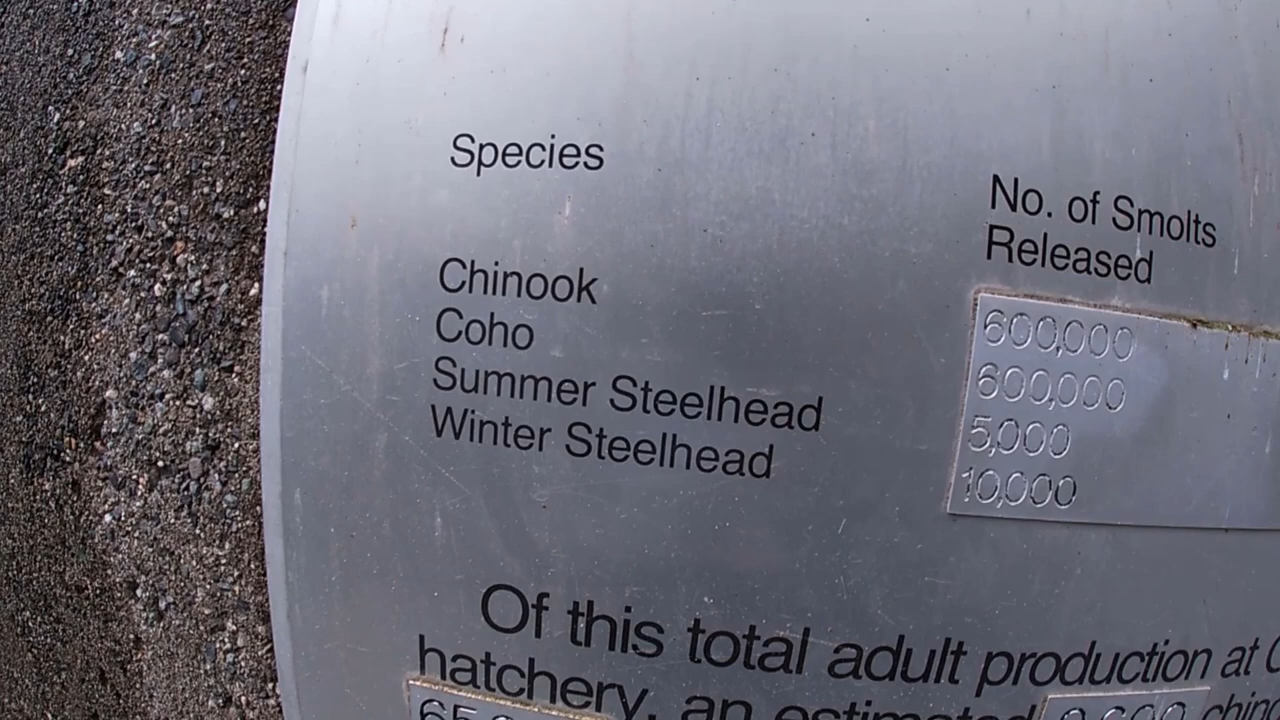 Species
No. of Smolts
Released
Chinook 600,000
Coho 600,000
Summer Steelhead 5,000
Winter Steelhead 10,000
Of this total adult production at
hatchery, an estimated